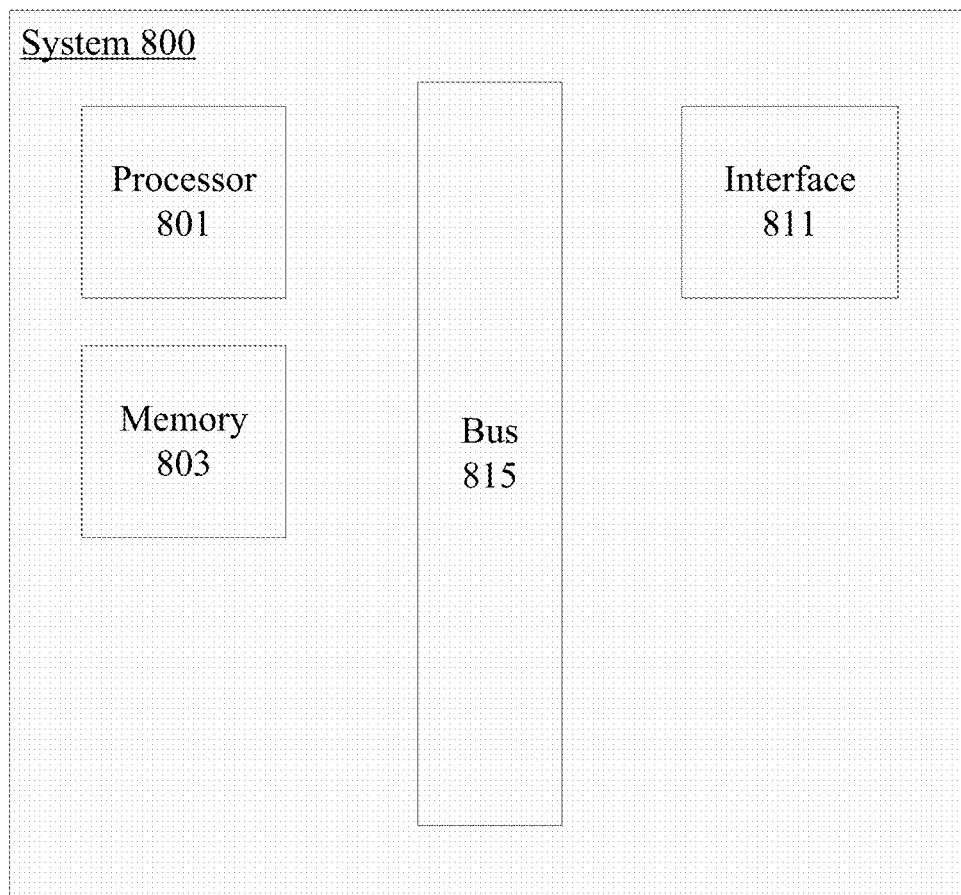 System 800
Processor
801
Interface
811
Memory
803
Bus
815